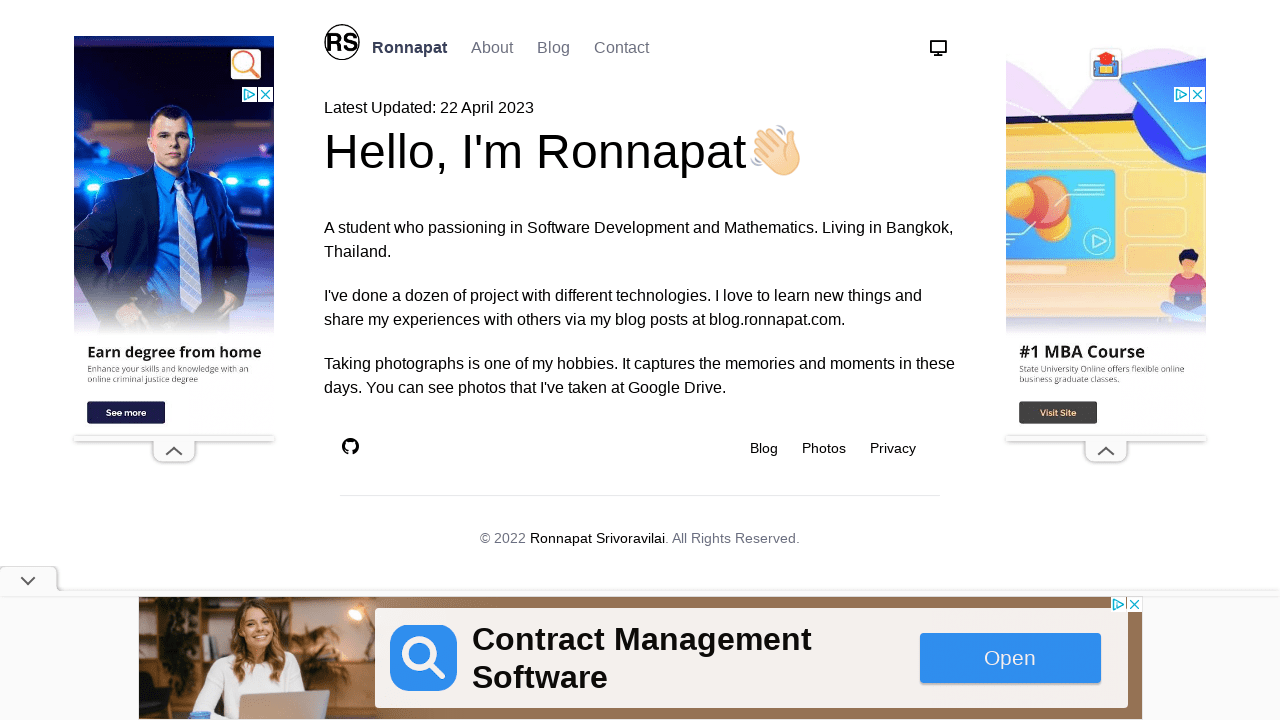 RS
Ronnapat
About
Blog
Contact
Latest Updated: 22 April 2023
Hello, I'm Ronnapat
A student who passioning in Software Development and Mathematics. Living in Bangkok,
Thailand.
I've done a dozen of project with different technologies. I love to learn new things and
share my experiences with others via my blog posts at blog.ronnapat.com.
Taking photographs is one of my hobbies. It captures the memories and moments in these
days. You can see photos that I've taken at Google Drive.
Blog
Photos
Privacy
© 2022 Ronnapat Srivoravilai. All Rights Reserved.
Earn degree from home
Enhance your skills and knowledge with an
online criminal justice degree
See more
#1 MBA Course
State University Online offers flexible online
business graduate classes.
Visit Site
Contract Management
Software
Open